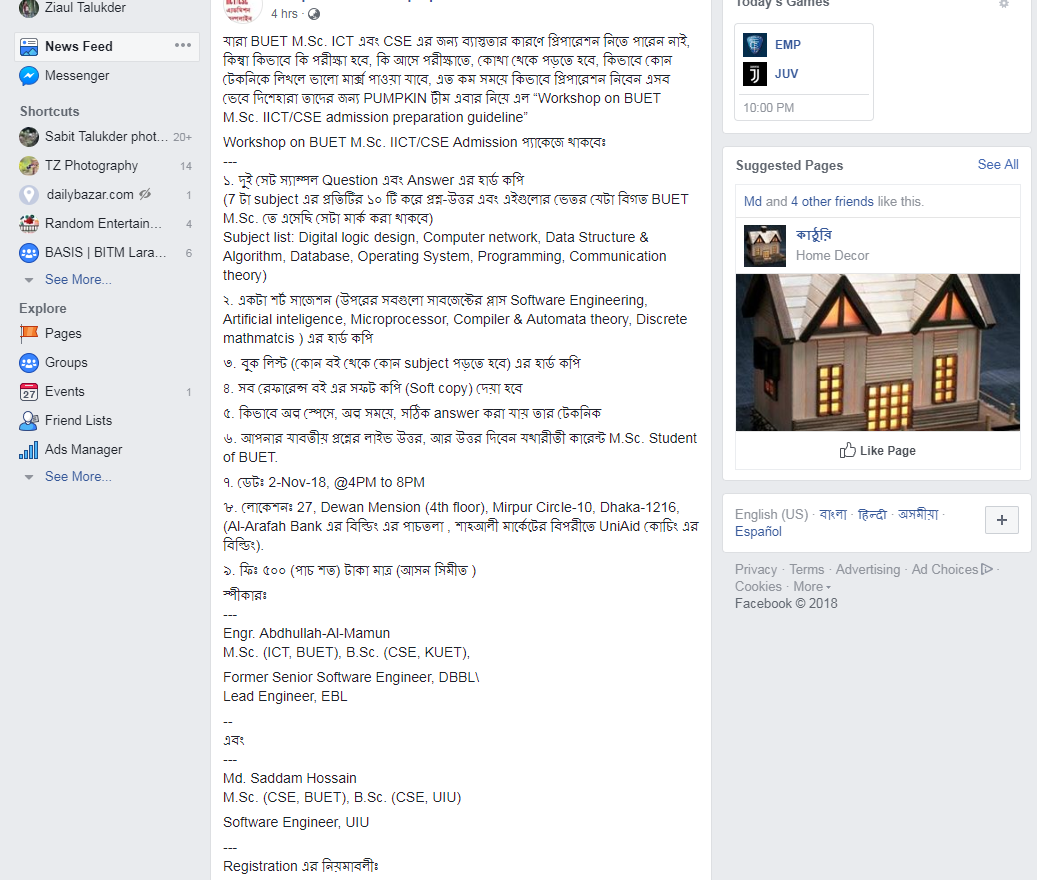 Ziaul Talukder
News Feed
Messenger
Shortcuts
Sabit Talukder phot... 20+
TZ Photography 14
dailybazar.com 1
Random Entertain... 4
BASIS | BITM Lara... 6
See More...
Explore
Pages
Groups
Events 1
Friend Lists
Ads Manager
See More...
4 hrs ·
যারা BUET M.Sc. ICT এবং CSE এর জন্য ব্যাস্ততার কারণে প্রিপারেশন নিতে পারেন নাই,
কিম্বা কিভাবে কি পরীক্ষা হবে, কি আসে পরীক্ষাতে, কোথা থেকে পড়তে হবে, কিভাবে কোন
টেকনিকে লিখলে ভালো মার্ক্স পাওয়া যাবে, এত কম সময়ে কিভাবে প্রিপারেশন নিবেন এসব
ভেবে দিশেহারা তাদের জন্য PUMPKIN টীম এবার নিয়ে এল “Workshop on BUET
M.Sc. IICT/CSE admission preparation guideline”
Workshop on BUET M.Sc. IICT/CSE Admission প্যাকেজে থাকবেঃ
---
১. দুই সেট স্যাম্পল Question এবং Answer এর হার্ড কপি
(7 টা subject এর প্রতিটির ১০ টি করে প্রশ্ন-উত্তর এবং এইগুলোর ভেতর যেটা বিগত BUET
M.Sc. তে এসেছি সেটা মার্ক করা থাকবে)
Subject list: Digital logic design, Computer network, Data Structure &
Algorithm, Database, Operating System, Programming, Communication
theory)
২. একটা শর্ট সাজেশন (উপরের সবগুলো সাবজেক্টের প্লাস Software Engineering,
Artificial inteligence, Microprocessor, Compiler & Automata theory, Discrete
mathmatcis ) এর হার্ড কপি
৩. বুক লিস্ট (কোন বই থেকে কোন subject পড়তে হবে) এর হার্ড কপি
৪. সব রেফারেন্স বই এর সফট কপি (Soft copy) দেয়া হবে
৫. কিভাবে অল্প স্পেসে, অল্প সময়ে, সঠিক answer করা যায় তার টেকনিক
৬. আপনার যাবতীয় প্রশ্নের লাইভ উত্তর, আর উত্তর দিবেন যথারীতী কারেন্ট M.Sc. Student
of BUET.
৭. ডেটঃ 2-Nov-18, @4PM to 8PM
৮. লোকেশনঃ 27, Dewan Mension (4th floor), Mirpur Circle-10, Dhaka-1216,
(Al-Arafah Bank এর বিল্ডিং এর পাচতলা , শাহআলী মার্কেটের বিপরীতে UniAid কোচিং এর
বিল্ডিং).
৯. ফিঃ ৫০০ (পাচ শত) টাকা মাত্র (আসন সিমীত )
স্পীকারঃ
---
Engr. Abdhullah-Al-Mamun
M.Sc. (ICT, BUET), B.Sc. (CSE, KUET),
Former Senior Software Engineer, DBBL\
Lead Engineer, EBL
--
এবং
---
Md. Saddam Hossain
M.Sc. (CSE, BUET), B.Sc. (CSE, UIU)
Software Engineer, UIU
---
Registration এর নিয়মাবলীঃ
Today's Games
EMP
JUV
10:00 PM
Suggested Pages See All
Md and 4 other friends like this.
কাঠুরি
Home Decor
Like Page
English (US) · বাংলা · हिन्दी · অসমীয়া ·
Español
Privacy · Terms · Advertising · Ad Choices ·
Cookies · More
Facebook © 2018